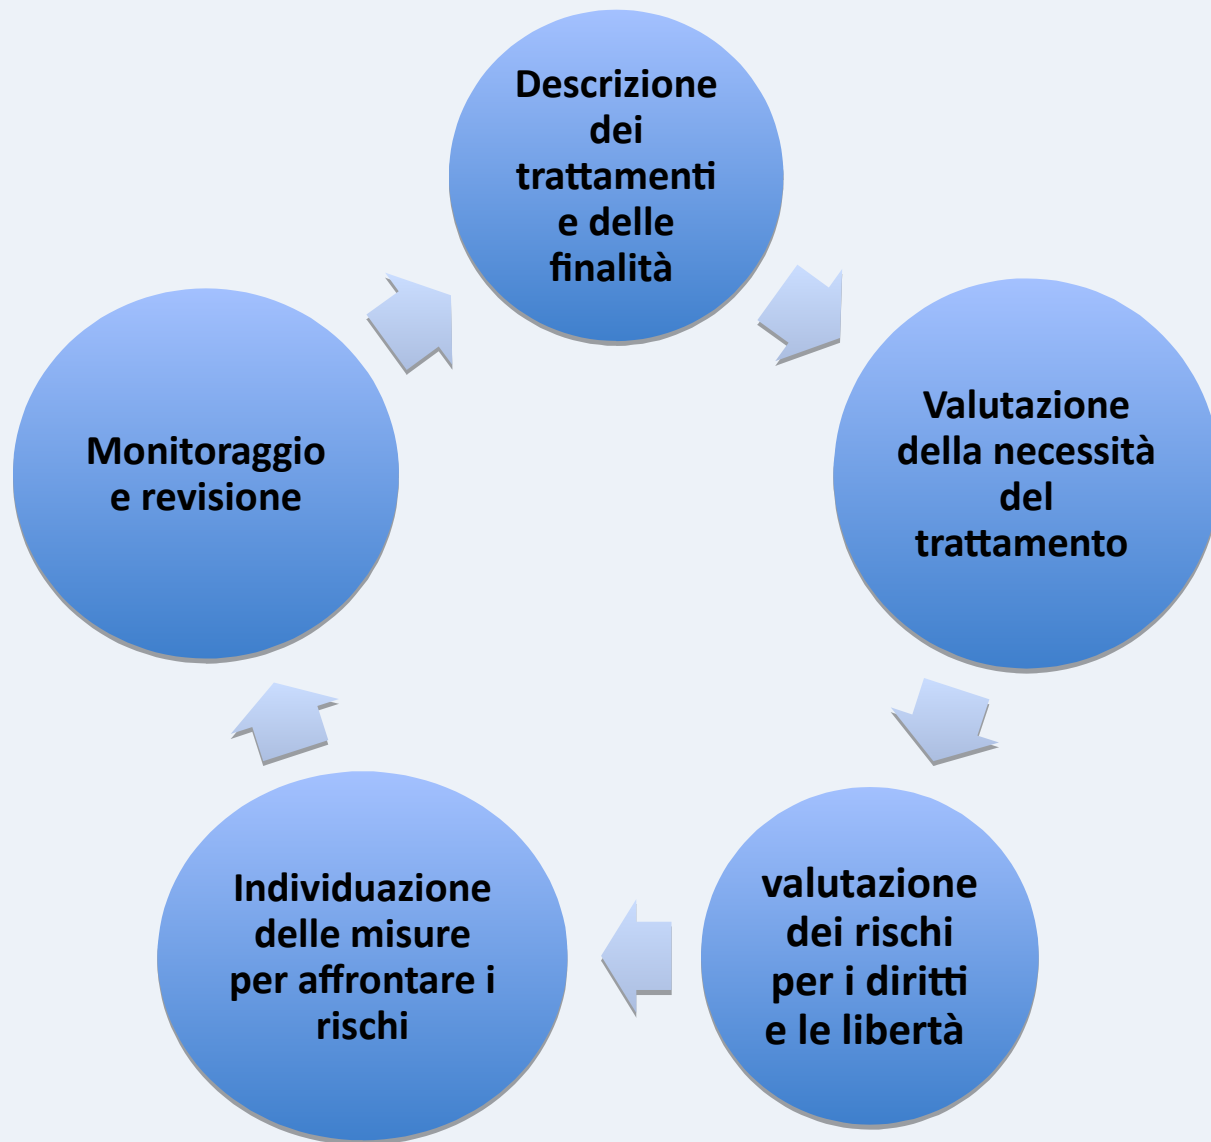 Descrizione
dei
trattamenti
e delle
finalità
Valutazione
della necessità
del
trattamento
valutazione
dei rischi
per i diritti
e le libertà
Individuazione
delle misure
per affrontare i
rischi
Monitoraggio
e revisione